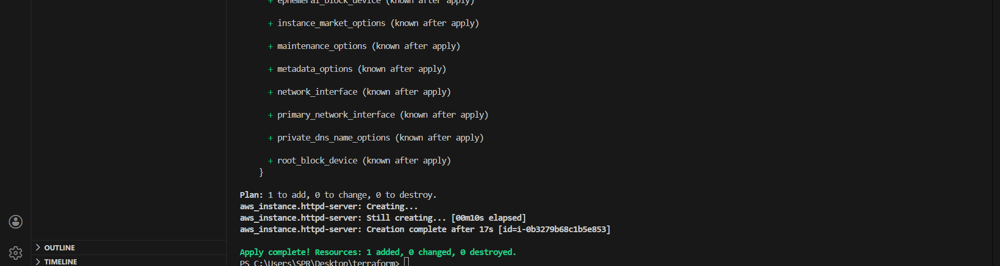 + ephemeral_block_device (known after apply)
+ instance_market_options (known after apply)
+ maintenance_options (known after apply)
+ metadata_options (known after apply)
+ network_interface (known after apply)
+ primary_network_interface (known after apply)
+ private_dns_name_options (known after apply)
+ root_block_device (known after apply)
}
Plan: 1 to add, 0 to change, 0 to destroy.
aws_instance.httpd-server: Creating...
aws_instance.httpd-server: Still creating... [00m10s elapsed]
aws_instance.httpd-server: Creation complete after 17s [id=i-0b3279b68c1b5e853]
Apply complete! Resources: 1 added, 0 changed, 0 destroyed.
PS C:\Users\SPR\Desktop\terraform>
OUTLINE
TIMELINE